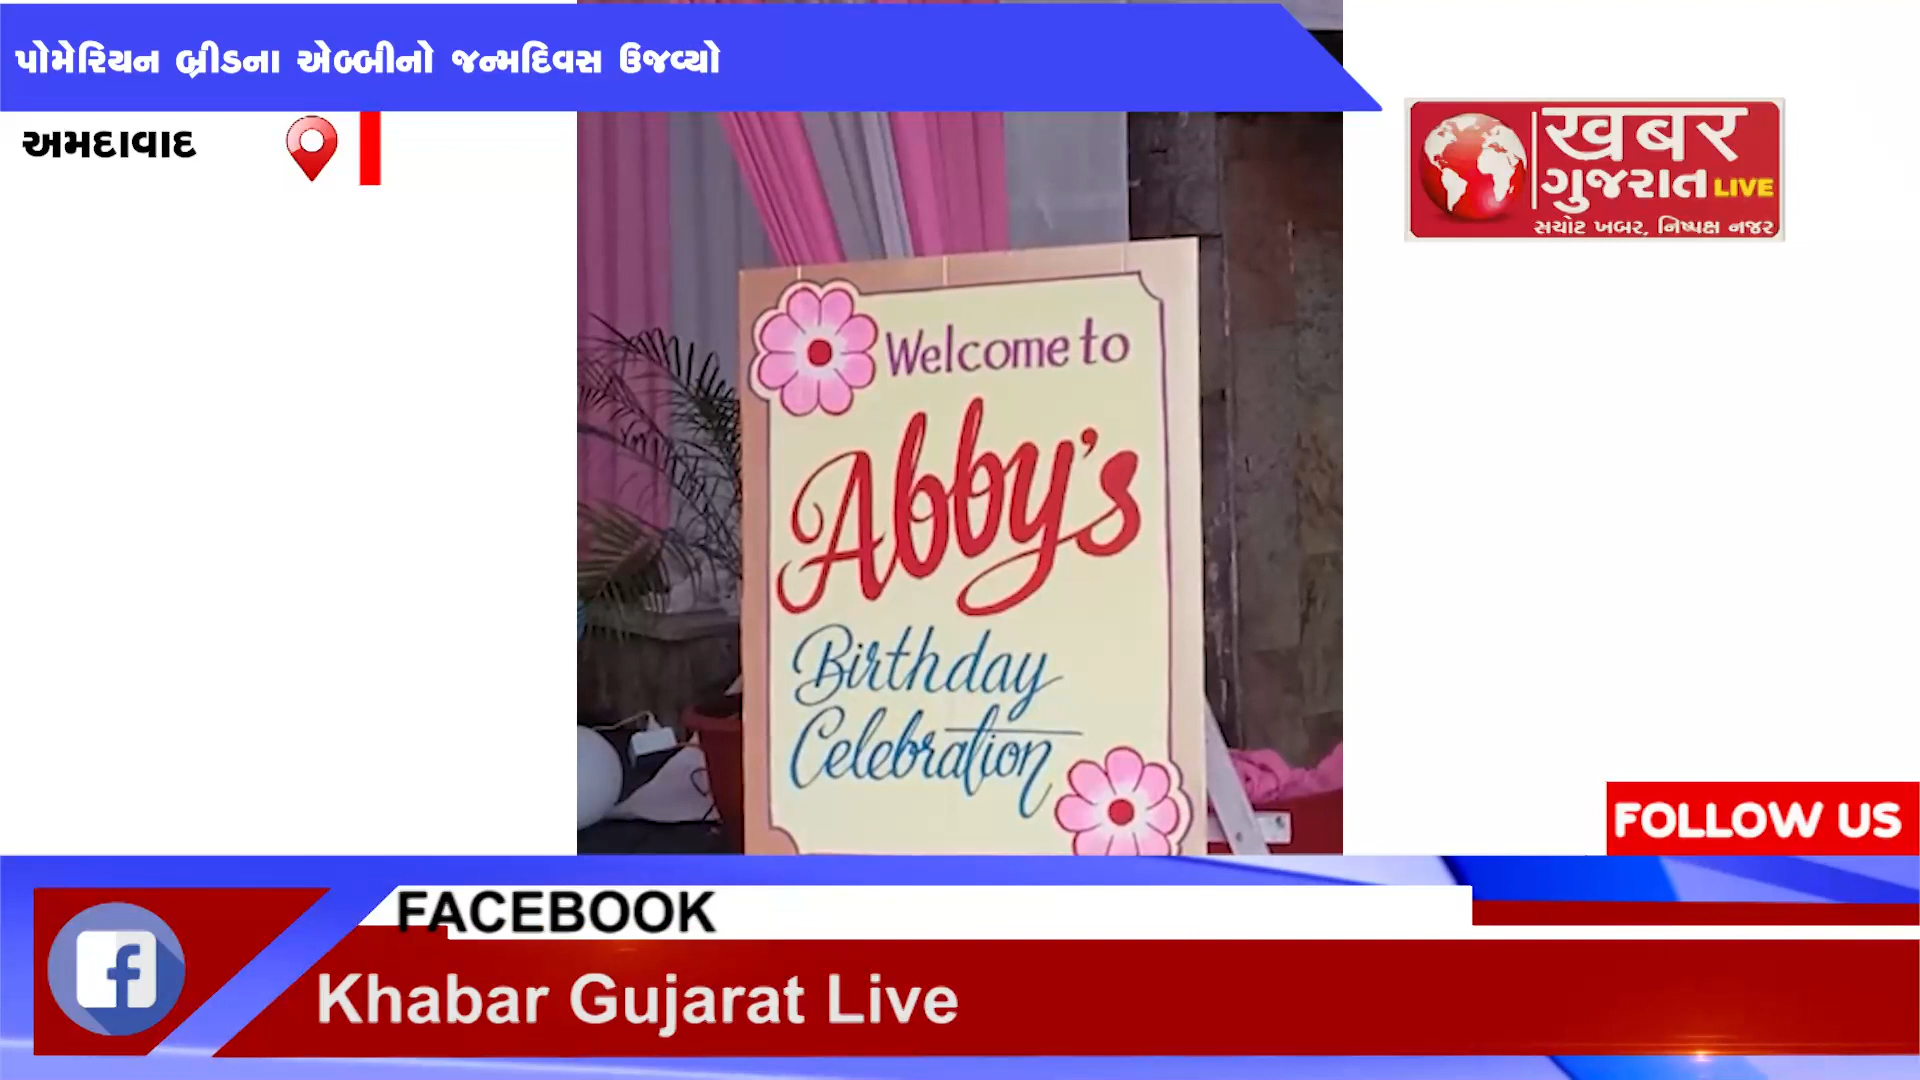 પોમેરિયન બ્રીડના એબ્બીનો જન્મદિવસ ઉજવ્યો
અમદાવાદ
खबर
ગુજરાત LIVE
સચોટ ખબર, નિષ્પક્ષ નજર
Welcome to
Abby's
Birthday
Celebration
FOLLOW US
FACEBOOK
Khabar Gujarat Live